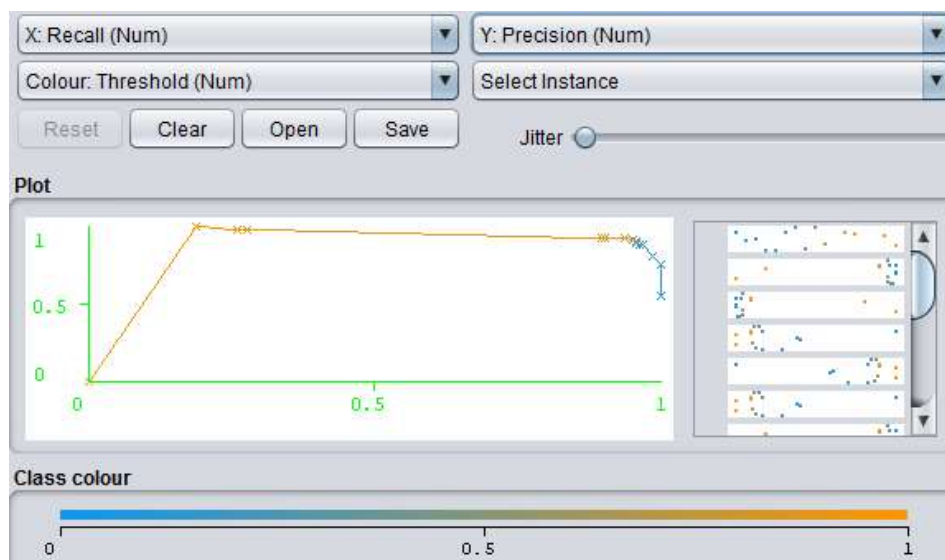 X: Recall (Num) Y: Precision (Num)
Colour: Threshold (Num) Select Instance
Reset Clear Open Save Jitter
Plot
1
0.5
0
0 0.5 1
Class colour
0 0.5 1